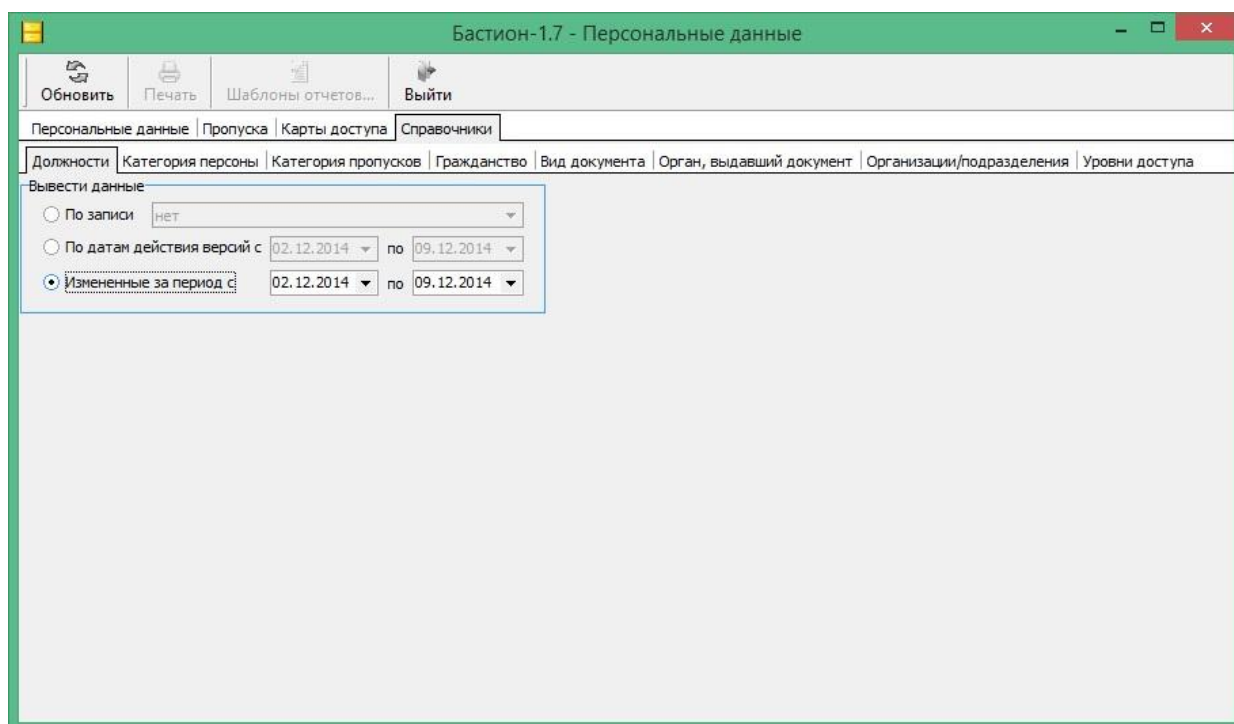 Бастион-1.7 - Персональные данные
Обновить Печать Шаблоны отчетов... Выйти
Персональные данные Пропуска Карты доступа Справочники
Должности Категория персоны Категория пропусков Гражданство Вид документа Орган, выдавший документ Организации/подразделения Уровни доступа
Вывести данные
По записи нет
По датам действия версий с 02.12.2014 по 09.12.2014
Измененные за период с 02.12.2014 по 09.12.2014